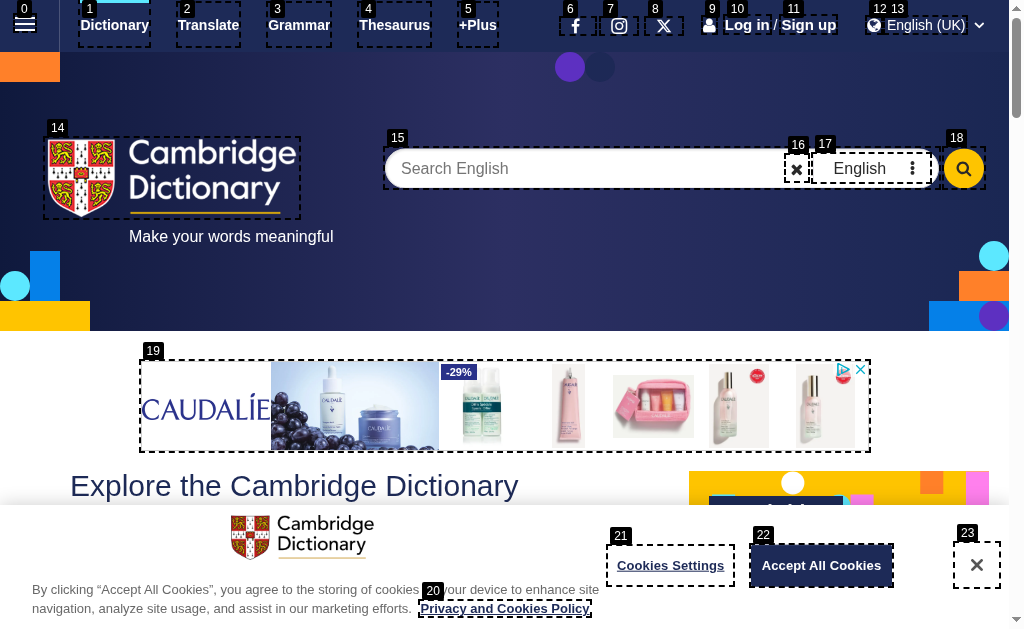 0 1 2 3 4 5 6 7 8 9 10 11 12 13
Dictionary Translate Grammar Thesaurus +Plus Log in / Sign up English (UK)
14
15 16 17 18
Cambridge
Dictionary
Search English English
Make your words meaningful
19
CAUDALÍE -29%
Explore the Cambridge Dictionary
Cambridge
Dictionary
21 22 23
Cookies Settings Accept All Cookies
By clicking “Accept All Cookies”, you agree to the storing of cookies 20 your device to enhance site
navigation, analyze site usage, and assist in our marketing efforts. Privacy and Cookies Policy